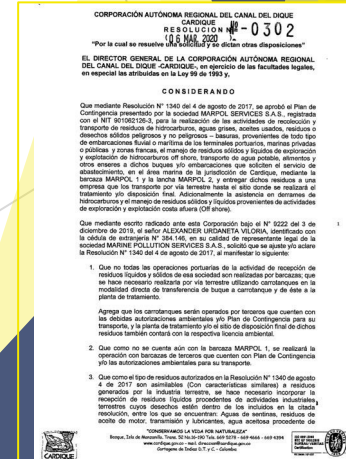 CORPORACIÓN AUTÓNOMA REGIONAL DEL CANAL DEL DIQUE
CARDIQUE
RESOLUCION Nº - 0302
(06 MAR. 2020
"Por la cual se resuelve una solicitud y se dictan otras disposiciones"
EL DIRECTOR GENERAL DE LA CORPORACIÓN AUTÓNOMA REGIONAL
DEL CANAL DEL DIQUE -CARDIQUE-, en ejercicio de las facultades legales,
en especial las atribuidas en la Ley 99 de 1993 y,
C O N S I D E R A N D O
Que mediante Resolución N° 1340 del 4 de agosto de 2017, se aprobó el Plan de
Contingencia presentado por la sociedad MARPOL SERVICES S.A.S., registrada
con el NIT 901062126-3, para la realización de las actividades de recolección y
transporte de residuos de hidrocarburos, aguas grises, aceites usados, residuos o
desechos sólidos peligrosos y no peligrosos – basuras, provenientes de todo tipo
de embarcaciones fluvial o marítima de los terminales portuarios, marinas privadas
o públicas y zonas francas, el manejo de residuos sólidos y líquidos de exploración
y explotación de hidrocarburos off shore, transporte de agua potable, alimentos y
otros enseres a dichos buques y/o embarcaciones que soliciten el servicio de
abastecimiento, en el área marina de la jurisdicción de Cardique, mediante la
barcaza MARPOL 1 y la lancha MARPOL 2, y entregar dichos residuos a una
empresa que los transporte por vía terrestre hasta el sitio donde se realizará el
tratamiento y/o disposición final. Adicionalmente la asistencia en derrames de
hidrocarburos y el manejo de residuos sólidos y líquidos provenientes de actividades
de exploración y explotación costa afuera (Off shore).
Que mediante escrito radicado ante esta Corporación bajo el N° 9222 del 3 de
diciembre de 2019, el señor ALEXANDER URDANETA VILORIA, identificado con
la cédula de extranjería N° 384.146, en su calidad de representante legal de la
sociedad MARINE POLLUTION SERVICES S.A.S., solicitó que se ajuste y/o aclare
la Resolución N° 1340 del 4 de agosto de 2017, al manifestar lo siguiente:
1. Que no todas las operaciones portuarias de la actividad de recepción de
residuos líquidos y sólidos de esa sociedad son realizadas por barcazas; que
se hace necesario realizarla por vía terrestre utilizando carrotanques en la
modalidad directa de transferencia de buque a carrotanque y de éste a la
planta de tratamiento.
Agrega que los carrotanques serán operados por terceros que cuenten con
las debidas autorizaciones ambientales y/o Plan de Contingencia para su
transporte, y la planta de tratamiento y/o el sitio de disposición final de dichos
residuos también contará con la respectiva licencia ambiental.
2. Que como no se cuente aún con la barcaza MARPOL 1, se realizará la
operación con barcazas de terceros que cuenten con Plan de Contingencia
y/o las autorizaciones ambientales para su transporte.
3. Que como el tipo de residuos autorizados en la Resolución N° 1340 de agosto
4 de 2017 son asimilables (Con características similares) a residuos
generados por la industria terrestre, se hace necesario incorporar la
recepción de residuos líquidos procedentes de actividades industriales
terrestres cuyos desechos estén dentro de los incluidos en la citada
resolución, entre los que se encuentran: Aguas de sentinas, residuos de
aceite de motor, transmisión y lubricantes, agua aceitosa procedente de
"CONSERVAMOS LA VIDA POR NATURALEZA"
Bosque, Isla de Manzanillo, Transv. 52 No.16-190 Tels. 669 5278 - 669 4666 - 669 4394
Cartagena de Indias D.T. y C. - Colombia
CARDIQUE